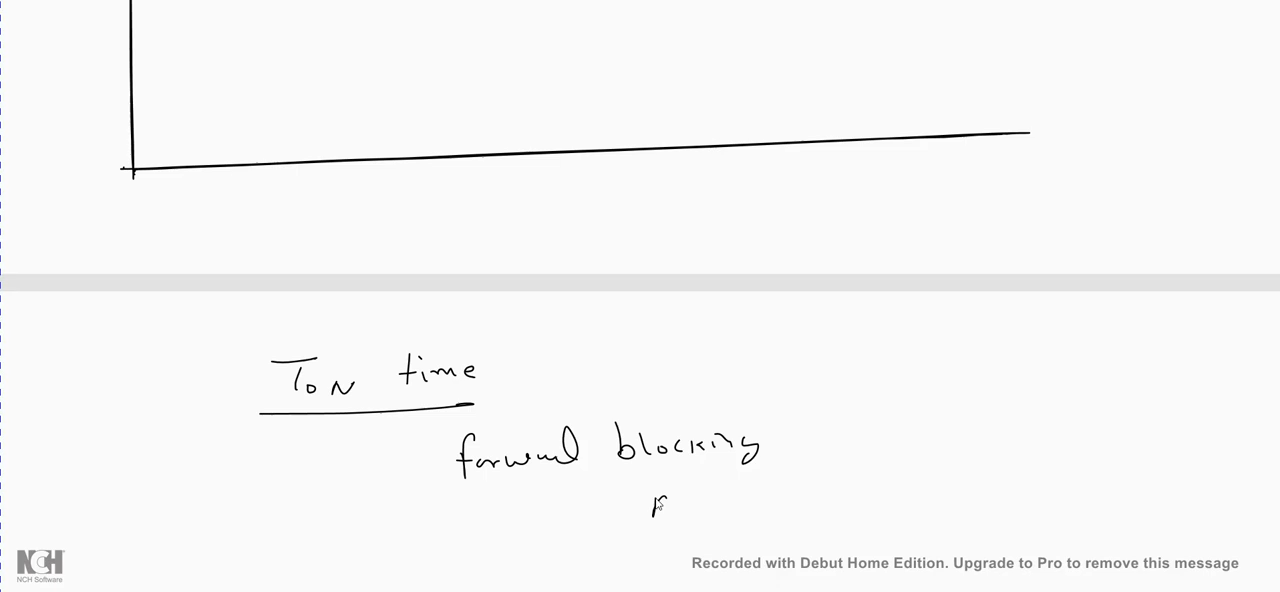 TON time
forward blocking
NCH
NCH Software
Recorded with Debut Home Edition. Upgrade to Pro to remove this message